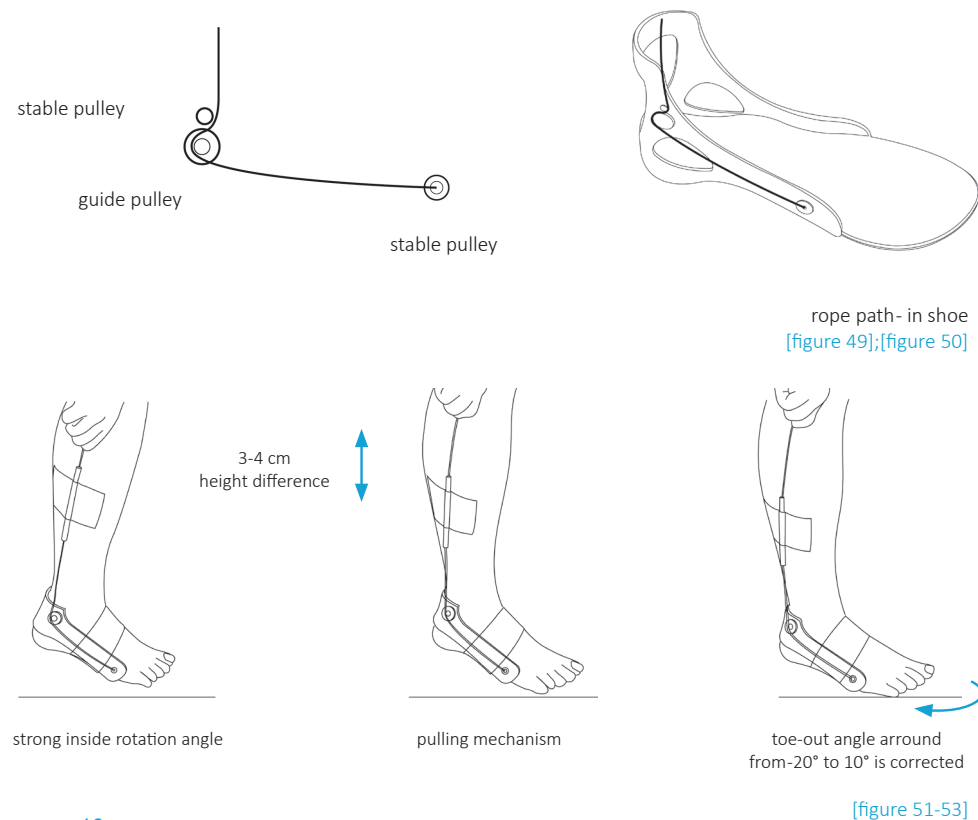 stable pulley
guide pulley
stable pulley
rope path- in shoe
[figure 49];[figure 50]
3-4 cm
height difference
strong inside rotation angle
pulling mechanism
toe-out angle arround
from-20° to 10° is corrected
[figure 51-53]